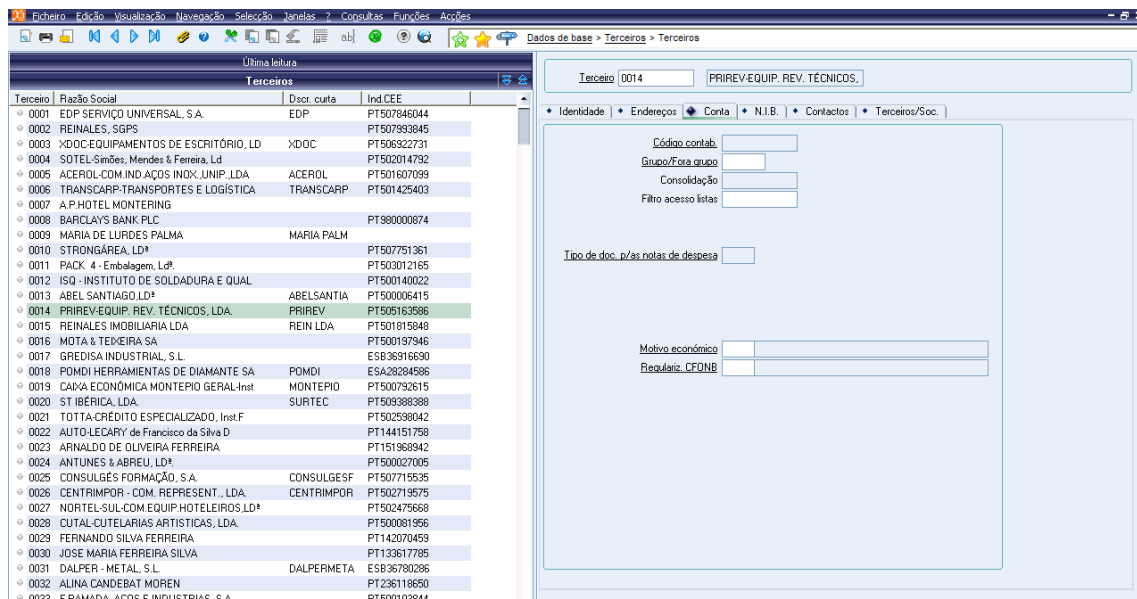 Ficheiro Edição Visualização Navegação Selecção Janelas ? Consultas Funções Acções
Dados de base > Terceiros > Terceiros
Última leitura
Terceiros
Terceiro Razão Social Dscr. curta Ind.CEE
0001 EDP SERVIÇO UNIVERSAL, S.A. EDP PT507846044
0002 REINALES, SGPS PT507993845
0003 XDOC-EQUIPAMENTOS DE ESCRITÓRIO, LD XDOC PT506922731
0004 SOTEL-Simões, Mendes & Ferreira, Ld PT502014792
0005 ACEROL-COM.IND.AÇOS INOX.,UNIP.,LDA ACEROL PT501607099
0006 TRANSCARP-TRANSPORTES E LOGÍSTICA TRANSCARP PT501425403
0007 A.P.HOTEL MONTERING
0008 BARCLAYS BANK PLC PT980000874
0009 MARIA DE LURDES PALMA MARIA PALM
0010 STRONGÁREA, LDª PT507751361
0011 PACK 4 - Embalagem, Ldª. PT503012165
0012 ISQ - INSTITUTO DE SOLDADURA E QUAL PT500140022
0013 ABEL SANTIAGO,LDª ABELSANTIA PT500006415
0014 PRIREV-EQUIP. REV. TÉCNICOS, LDA. PRIREV PT505163586
0015 REINALES IMOBILIARIA LDA REIN LDA PT501815848
0016 MOTA & TEIXEIRA SA PT500197946
0017 GREDISA INDUSTRIAL, S.L. ESB36916690
0018 POMDI HERRAMIENTAS DE DIAMANTE SA POMDI ESA28284586
0019 CAIXA ECONÓMICA MONTEPIO GERAL-Inst MONTEPIO PT500792615
0020 ST IBÉRICA, LDA. SURTEC PT509388388
0021 TOTTA-CRÉDITO ESPECIALIZADO, Inst.F PT502598042
0022 AUTO-LECARY de Francisco da Silva D PT144151758
0023 ARNALDO DE OLIVEIRA FERREIRA PT151968942
0024 ANTUNES & ABREU, LDª. PT500027005
0025 CONSULGÉS FORMAÇÃO, S.A. CONSULGESF PT507715535
0026 CENTRIMPOR - COM. REPRESENT., LDA. CENTRIMPOR PT502719575
0027 NORTEL-SUL-COM.EQUIP.HOTELEIROS,LDª PT502475668
0028 CUTAL-CUTELARIAS ARTISTICAS, LDA. PT500081956
0029 FERNANDO SILVA FERREIRA PT142070459
0030 JOSE MARIA FERREIRA SILVA PT133617785
0031 DALPER - METAL, S.L. DALPERMETA ESB36780286
0032 ALINA CANDEBAT MOREN PT236118650
0033 F.RAMADA, AÇOS E INDUSTRIAS, S.A. PT500103844
Terceiro 0014 PRIREV-EQUIP. REV. TÉCNICOS,
Identidade Endereços Conta N.I.B. Contactos Terceiros/Soc.
Código contab.
Grupo/Fora grupo
Consolidação
Filtro acesso listas
Tipo de doc. p/as notas de despesa
Motivo económico
Regulariz. CFONB